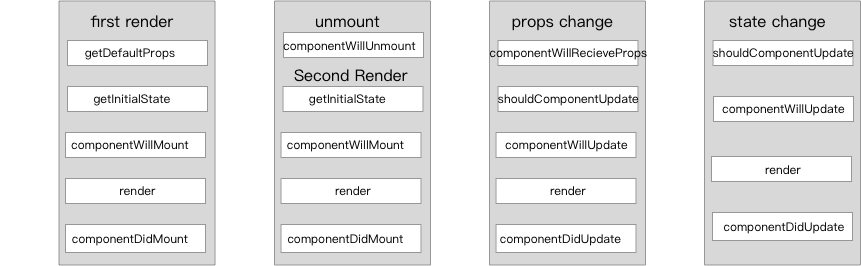 first render
getDefaultProps
getInitialState
componentWillMount
render
componentDidMount
unmount
componentWillUnmount
Second Render
getInitialState
componentWillMount
render
componentDidMount
props change
componentWillRecieveProps
shouldComponentUpdate
componentWillUpdate
render
componentDidUpdate
state change
shouldComponentUpdate
componentWillUpdate
render
componentDidUpdate